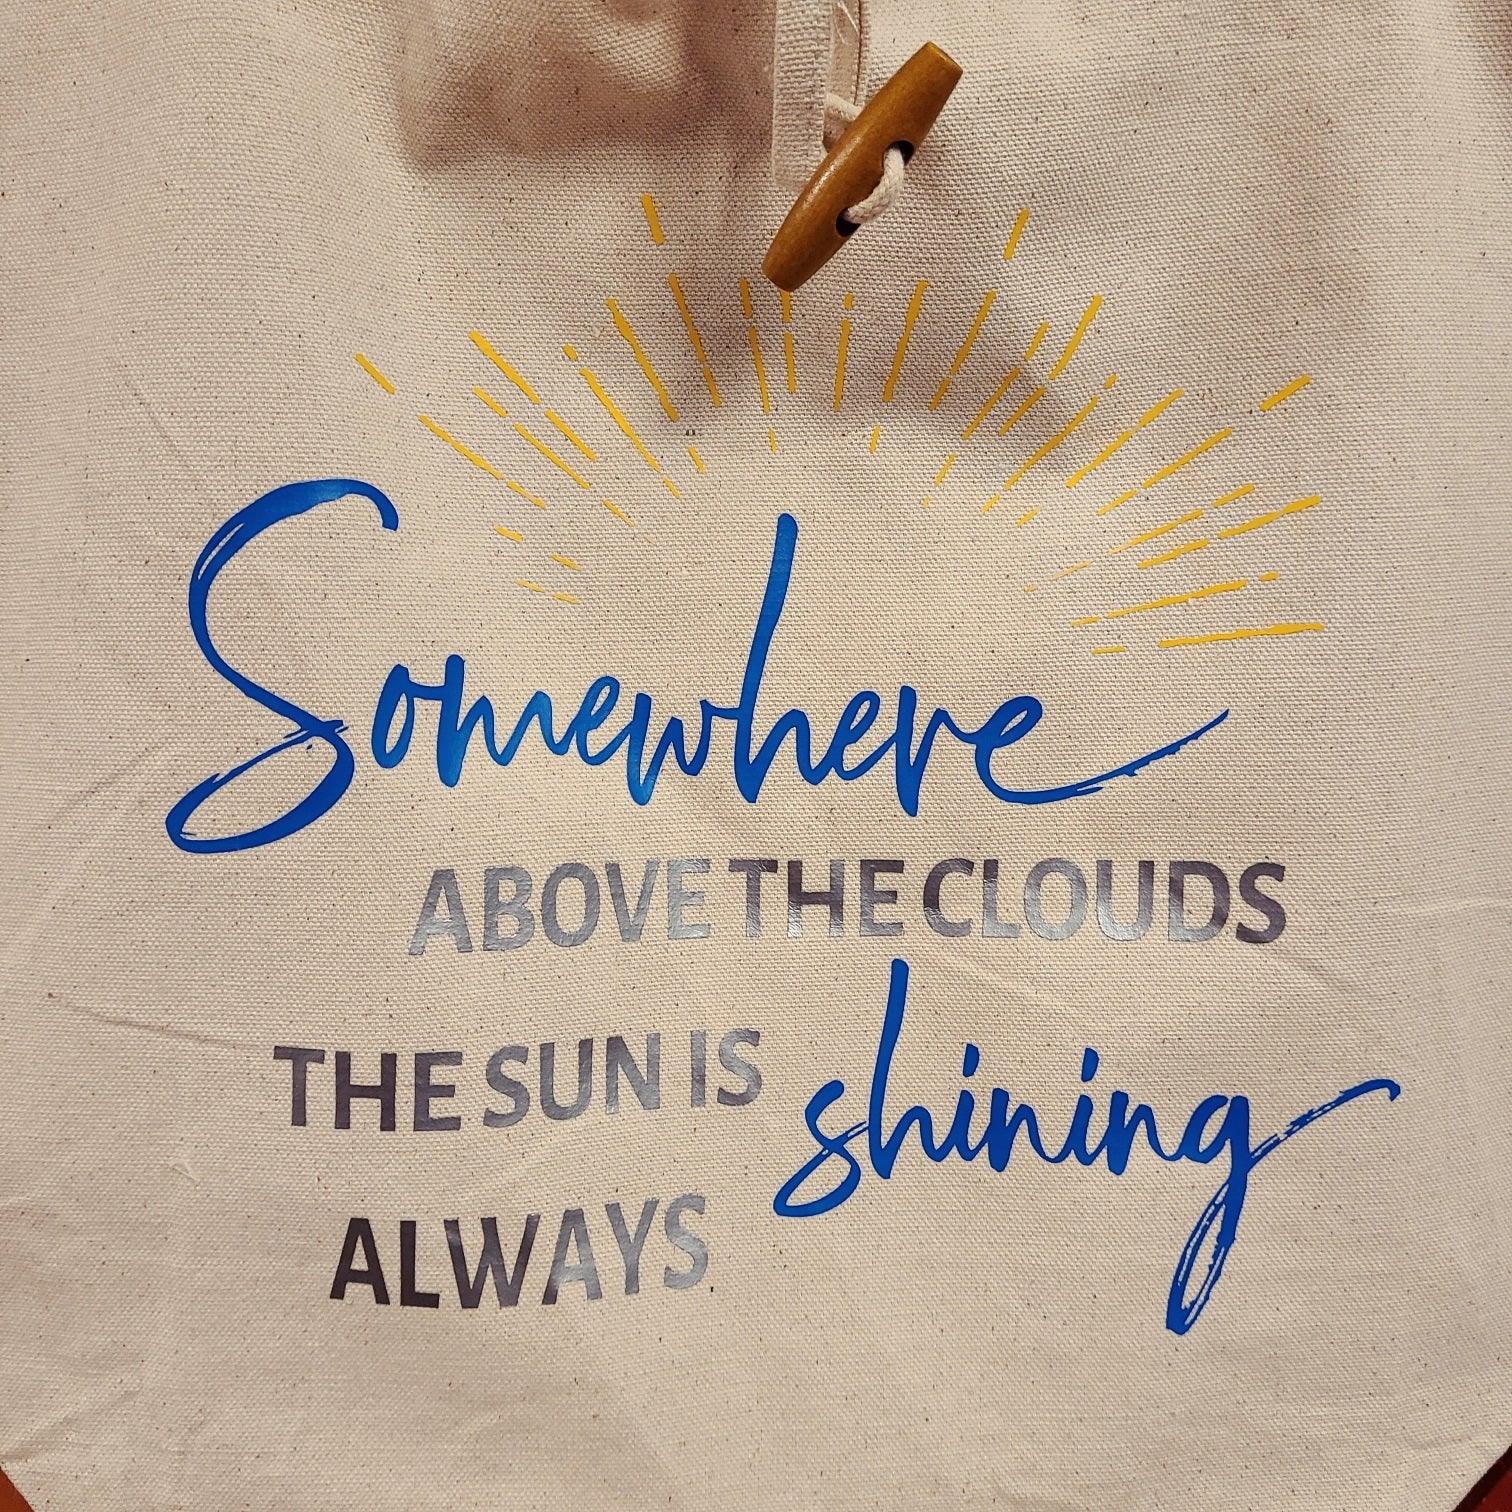 Somewhere
ABOVE THE CLOUDS
THE SUN IS shining
ALWAYS